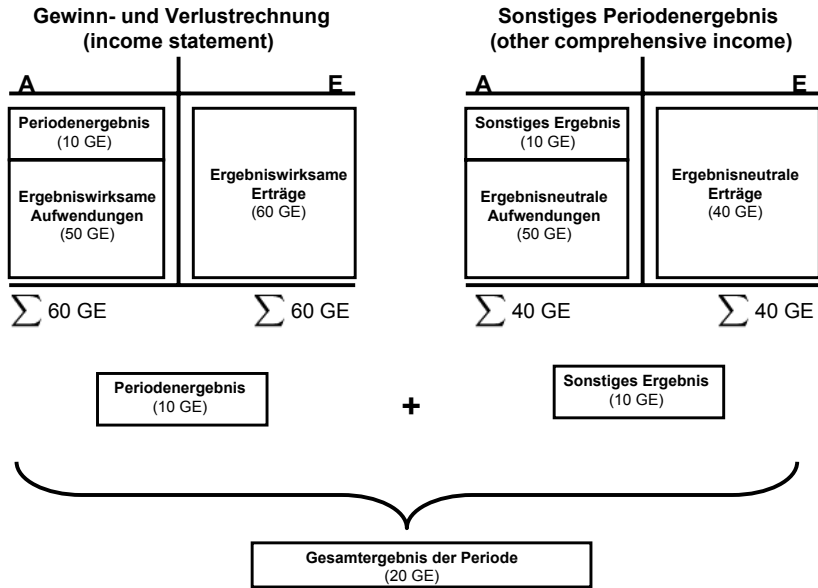 Gewinn- und Verlustrechnung
(income statement)
A E
Periodenergebnis
(10 GE)
Ergebniswirksame
Aufwendungen
(50 GE)
Ergebniswirksame
Erträge
(60 GE)
∑ 60 GE ∑ 60 GE
Sonstiges Periodenergebnis
(other comprehensive income)
A E
Sonstiges Ergebnis
(10 GE)
Ergebnisneutrale
Aufwendungen
(50 GE)
Ergebnisneutrale
Erträge
(40 GE)
∑ 40 GE ∑ 40 GE
Periodenergebnis
(10 GE)
+
Sonstiges Ergebnis
(10 GE)
Gesamtergebnis der Periode
(20 GE)